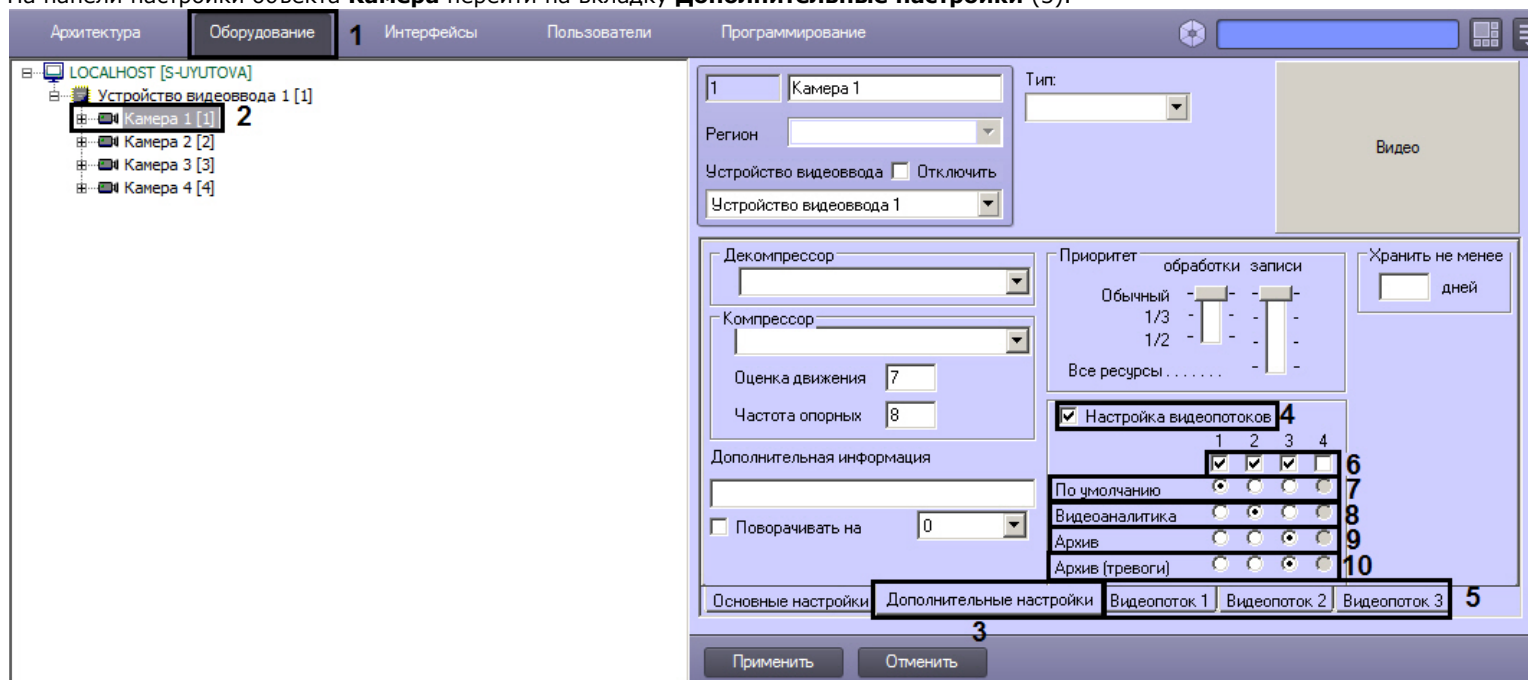 На панели настройки объекта Камера перейти на вкладку Дополнительные настройки (3).
Архитектура Оборудование 1 Интерфейсы Пользователи Программирование
LOCALHOST [S-UYUTOVA]
Устройство видеоввода 1 [1]
Камера 1 [1] 2
Камера 2 [2]
Камера 3 [3]
Камера 4 [4]
1 Камера 1
Тип:
Регион
Видео
Устройство видеоввода Отключить
Устройство видеоввода 1
Декомпрессор
Компрессор
Оценка движения 7
Частота опорных 8
Дополнительная информация
Поворачивать на 0
Приоритет
обработки записи
Обычный
1/3
1/2
Все ресурсы . . . . . . .
Хранить не менее
дней
Настройка видеопотоков 4
1 2 3 4
6
По умолчанию 7
Видеоаналитика 8
Архив 9
Архив (тревоги) 10
Основные настройки Дополнительные настройки Видеопоток 1 Видеопоток 2 Видеопоток 3 5
3
Применить Отменить